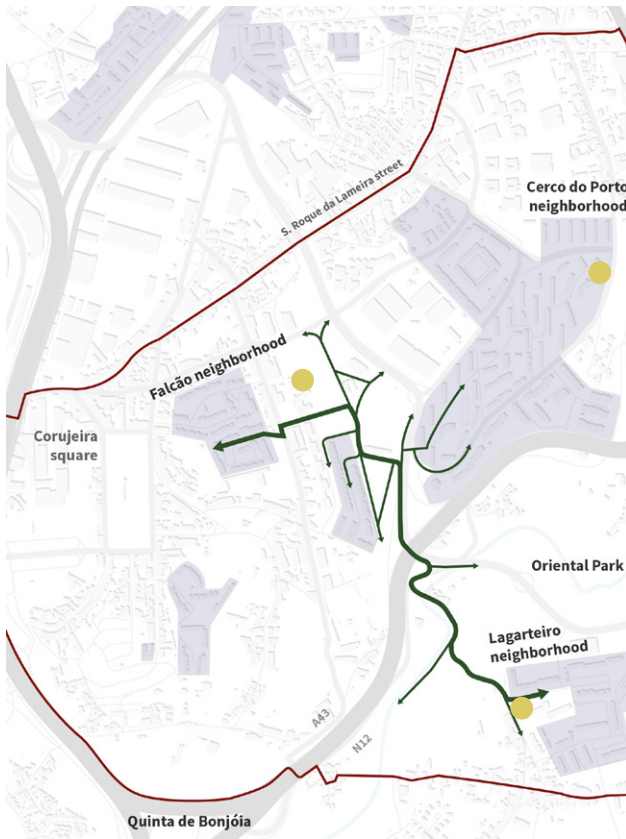 S. Roque da Lameira street
Cerco do Porto
neighborhood
Falcão neighborhood
Corujeira
square
Oriental Park
Lagarteiro
neighborhood
A43
N12
Quinta de Bonjóia